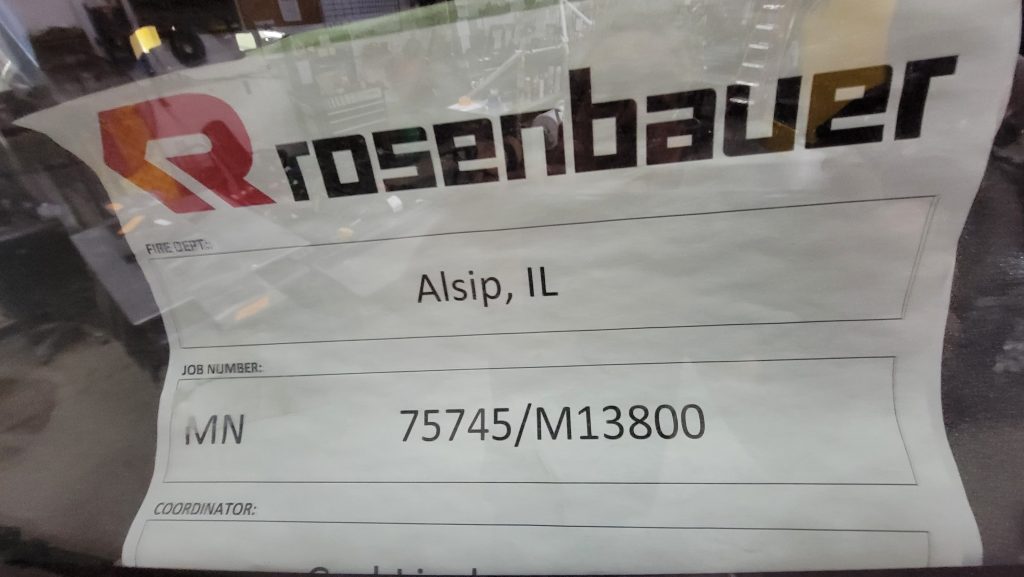 rosenbauer
FIRE DEPT.:
Alsip, IL
JOB NUMBER:
MN 75745/M13800
COORDINATOR: